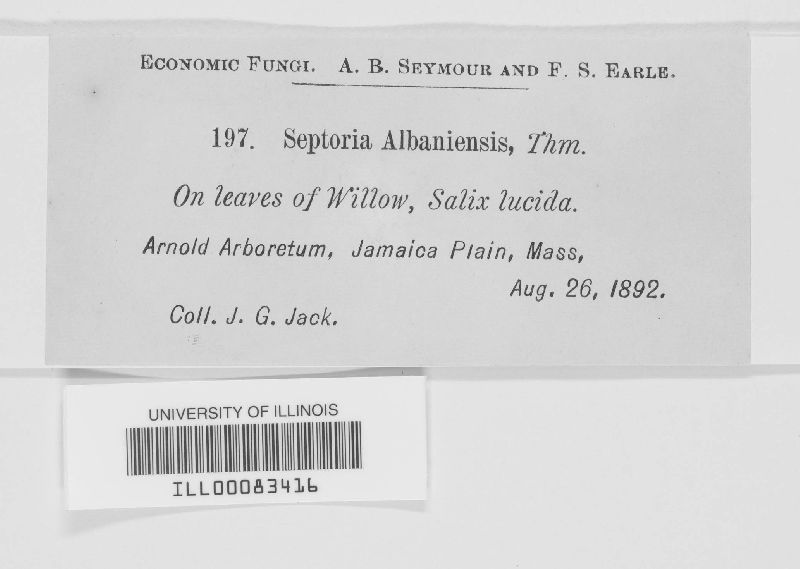 Economic Fungi. A. B. Seymour and F. S. Earle.
197. Septoria Albaniensis, Thm.
On leaves of Willow, Salix lucida.
Arnold Arboretum, Jamaica Plain, Mass,
Aug. 26, 1892.
Coll. J. G. Jack.
UNIVERSITY OF ILLINOIS
ILL00083416